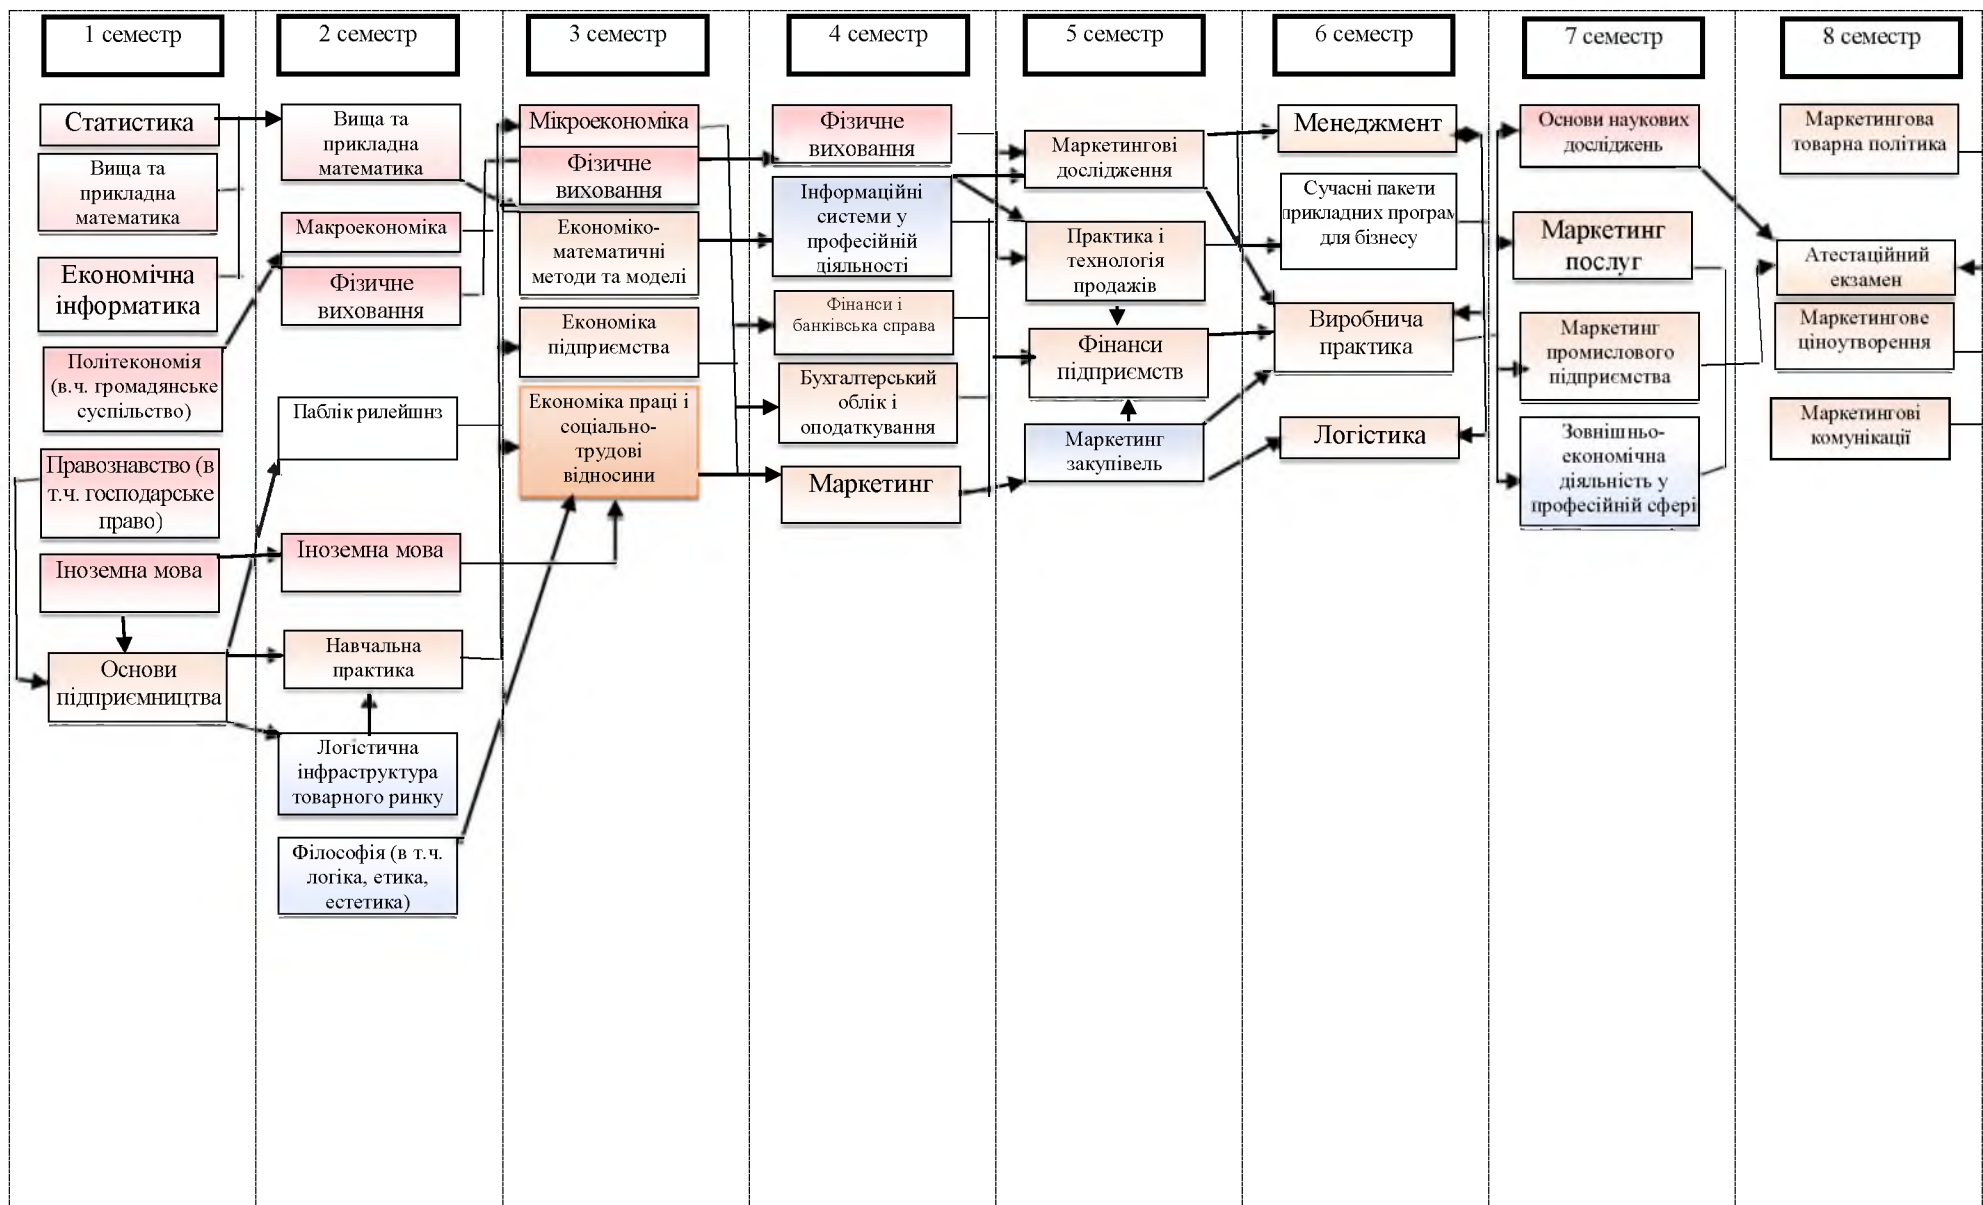 1 семестр
2 семестр
3 семестр
4 семестр
5 семестр
6 семестр
7 семестр
8 семестр
Статистика
Вища та
прикладна
математика
Економічна
інформатика
Політекономія
(в.ч. громадянське
суспільство)
Правознавство (в
т.ч. господарське
право)
Іноземна мова
Основи
підприємництва
Вища та
прикладна
математика
Макроекономіка
Фізичне
виховання
Паблік рилейшнз
Іноземна мова
Навчальна
практика
Логістична
інфраструктура
товарного ринку
Філософія (в т.ч.
логіка, етика,
естетика)
Мікроекономіка
Фізичне
виховання
Економіко-
математичні
методи та моделі
Економіка
підприємства
Економіка праці і
соціально-
трудові
відносини
Фізичне
виховання
Інформаційні
системи у
професійній
діяльності
Фінанси і
банківська справа
Бухгалтерський
облік і
оподаткування
Маркетинг
Маркетингові
дослідження
Практика і
технологія
продажів
Фінанси
підприємств
Маркетинг
закупівель
Менеджмент
Сучасні пакети
прикладних програм
для бізнесу
Виробнича
практика
Логістика
Основи наукових
досліджень
Маркетинг
послуг
Маркетинг
промислового
підприємства
Зовнішньо-
економічна
діяльність у
професійній сфері
Маркетингова
товарна політика
Атестаційний
екзамен
Маркетингове
ціноутворення
Маркетингові
комунікації